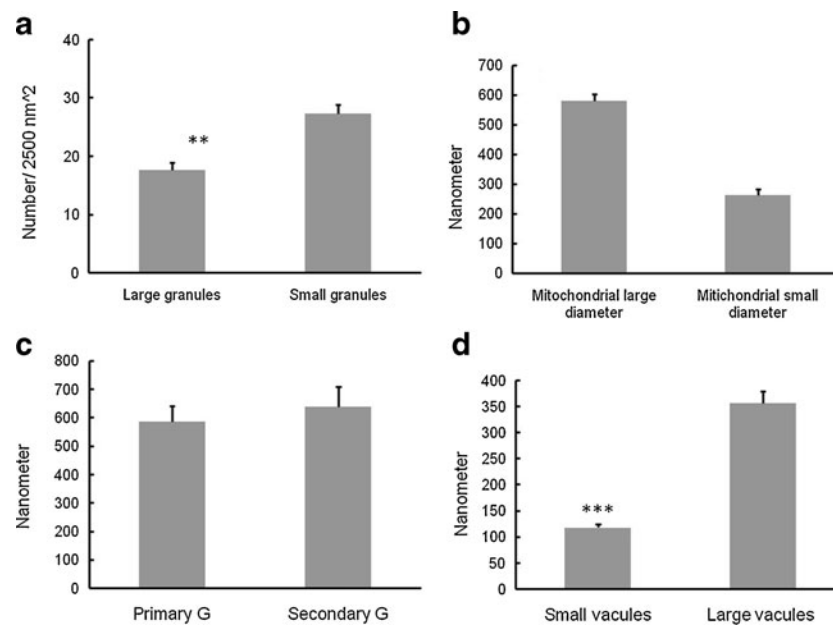 a
40
30
20
10
0
Number/ 2500 nm^2
**
Large granules
Small granules
b
700
600
500
400
300
200
100
0
Nanometer
Mitochondrial large
diameter
Mitichondrial small
diameter
c
800
700
600
500
400
300
200
100
0
Nanometer
Primary G
Secondary G
d
400
350
300
250
200
150
100
50
0
Nanometer
***
Small vacules
Large vacules